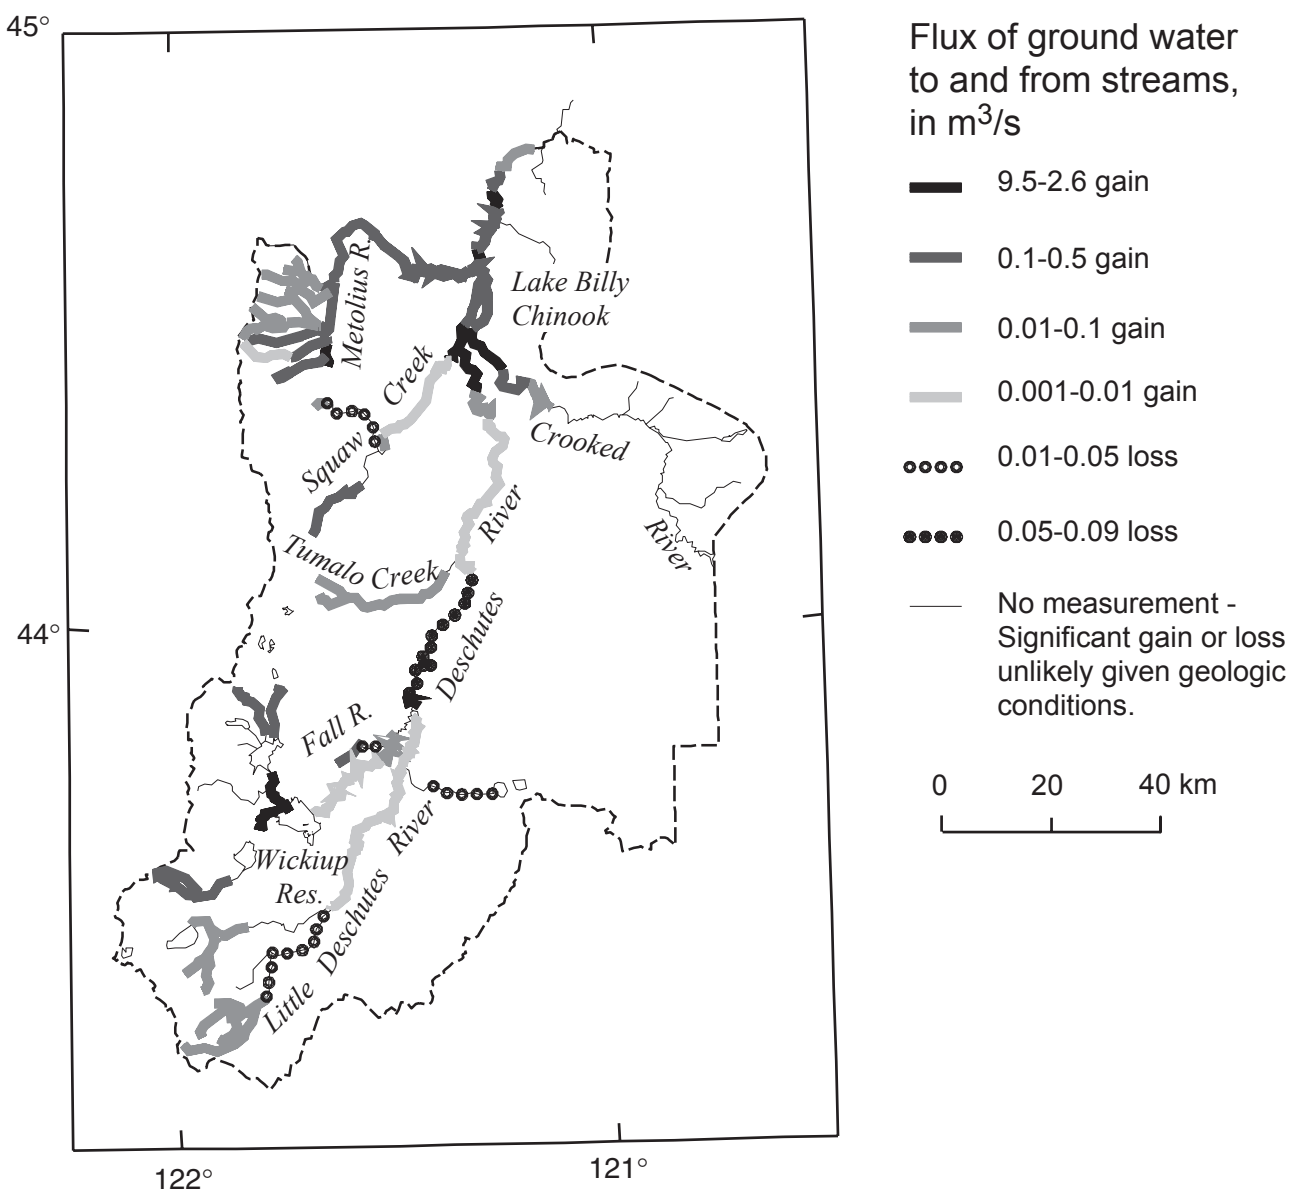 45°
Flux of ground water
to and from streams,
in m³/s
9.5-2.6 gain
0.1-0.5 gain
0.01-0.1 gain
0.001-0.01 gain
0.01-0.05 loss
0.05-0.09 loss
No measurement -
Significant gain or loss
unlikely given geologic
conditions.
0 20 40 km
Metolius R.
Lake Billy
Chinook
Squaw Creek
Crooked River
Tumalo Creek
Deschutes River
44°
Fall R.
Wickiup
Res.
Little Deschutes River
122° 121°